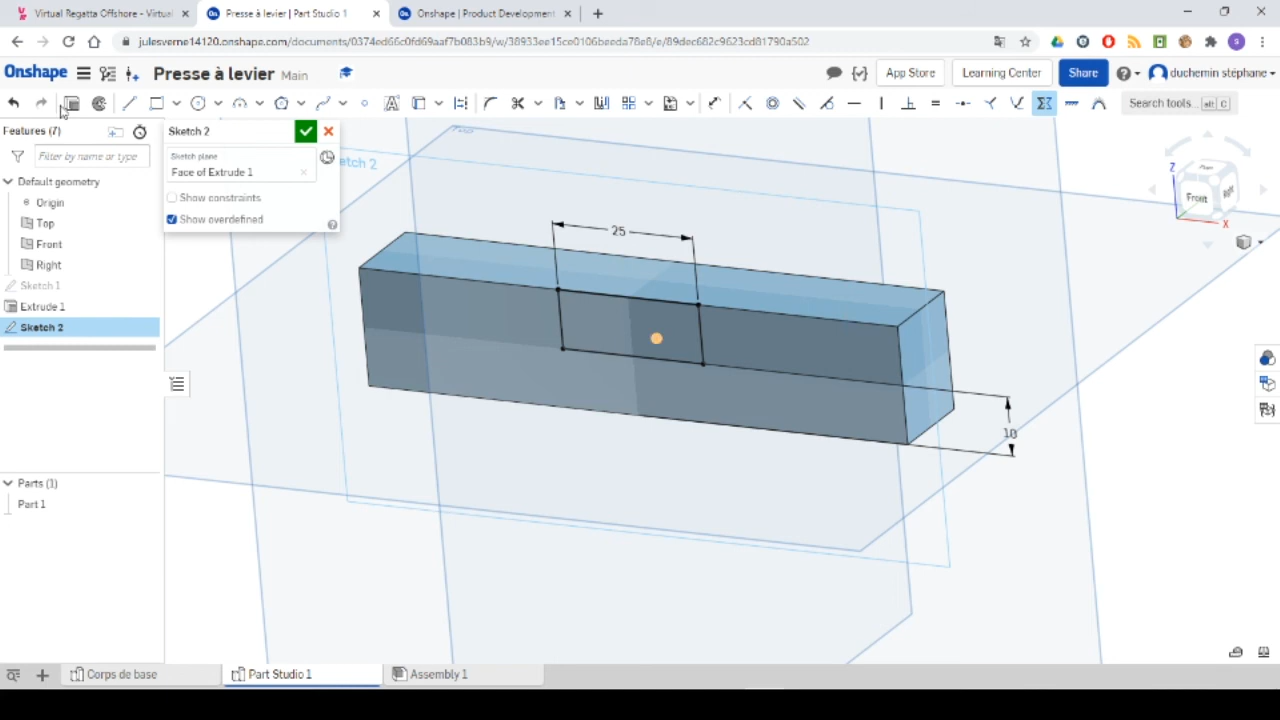 Virtual Regatta Offshore - Virtual
Presse à levier | Part Studio 1
Onshape | Product Development
julesverne14120.onshape.com/documents/0374ed66c0fd69aaf7b083b9/w/38933ee15ce0106beeda78e8/e/89dec682c9623cd81790a502
Onshape
Presse à levier Main
App Store
Learning Center
Share
duchemin stéphane
Search tools... alt C
Features (7)
Filter by name or type
Default geometry
Origin
Top
Front
Right
Sketch 1
Extrude 1
Sketch 2
Sketch 2
Sketch plane
Face of Extrude 1
Show constraints
Show overdefined
etch 2
25
10
Z
Front
Right
X
Parts (1)
Part 1
Corps de base
Part Studio 1
Assembly 1